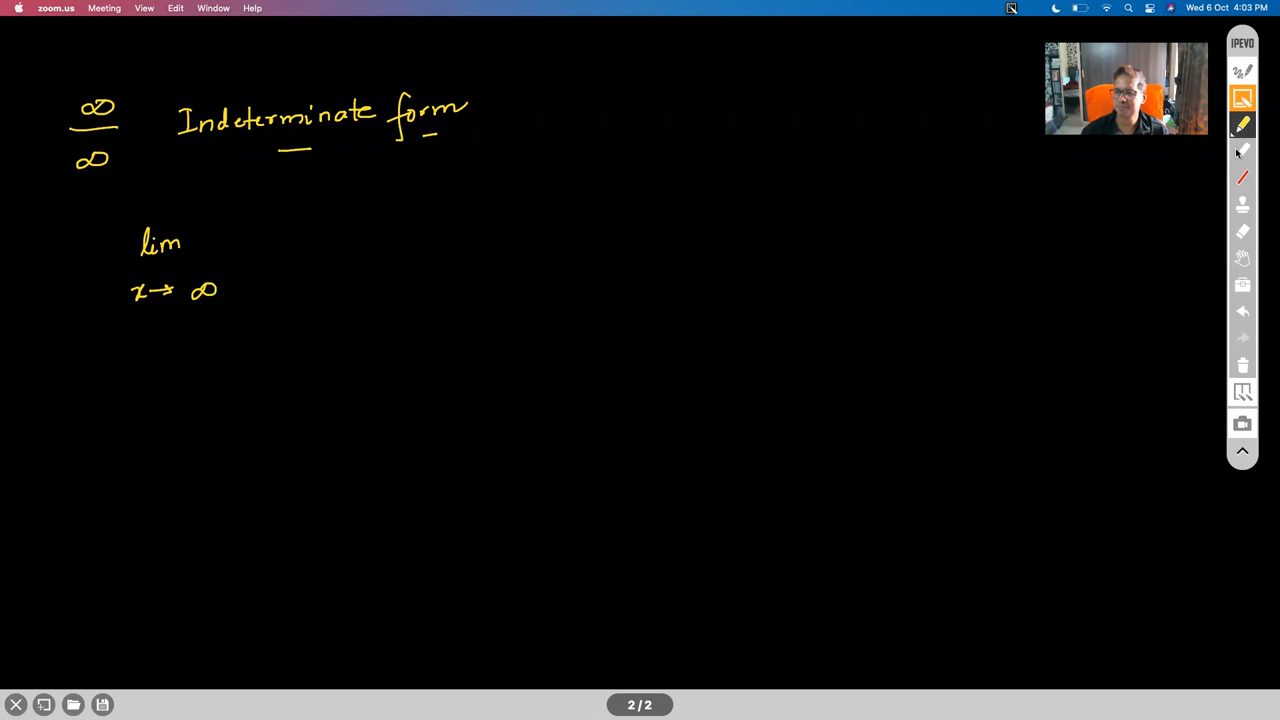 zoom.us Meeting View Edit Window Help Wed 6 Oct 4:03 PM
IPEVO
∞
∞
Indeterminate form
lim
x→ ∞
2/2